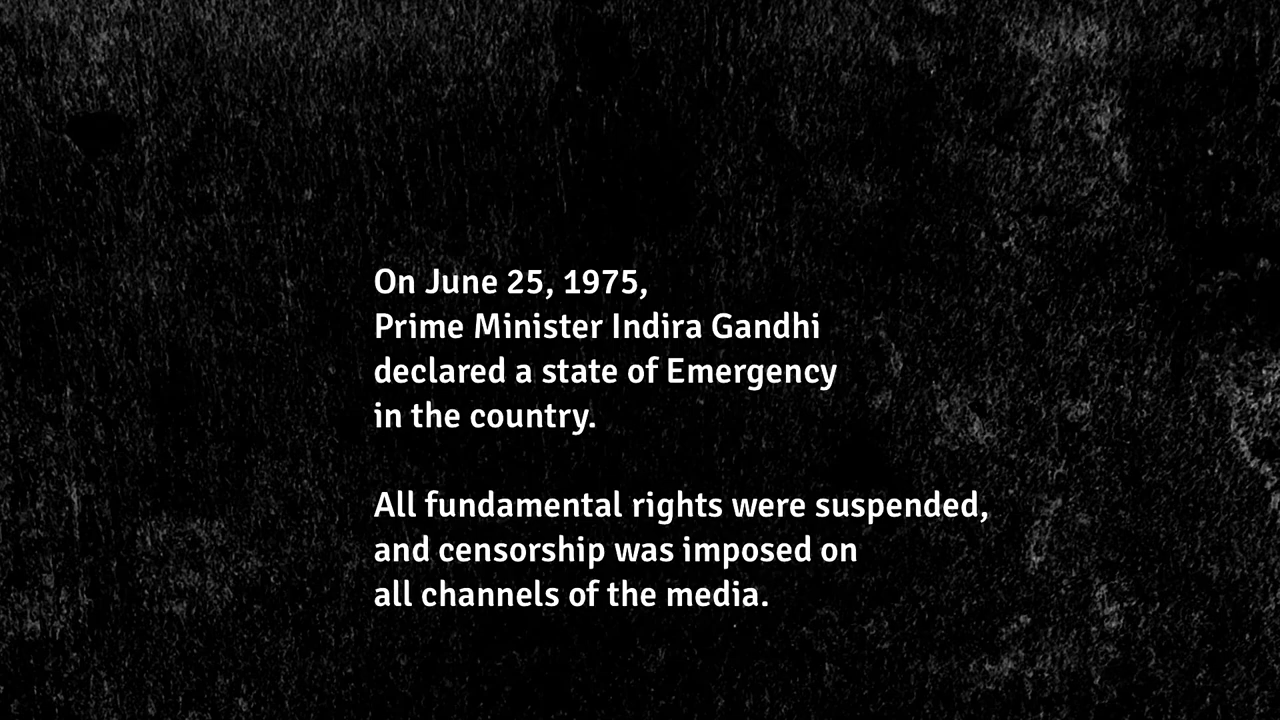 On June 25, 1975,
Prime Minister Indira Gandhi
declared a state of Emergency
in the country.
All fundamental rights were suspended,
and censorship was imposed on
all channels of the media.